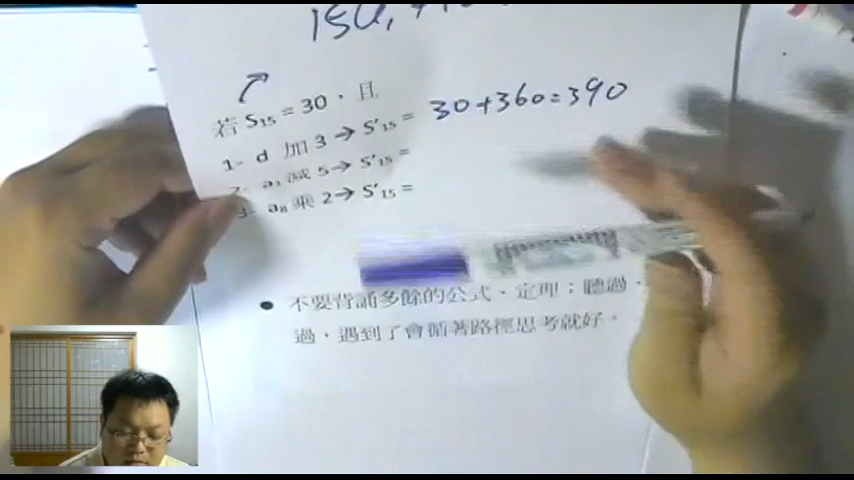 若 S₁₅ = 30，且
1- d 加 3 → S'₁₅ = 30+360=390
2- a₁ 減 5 → S'₁₅ =
3- a₈ 乘 2 → S'₁₅ =
● 不要背誦多餘的公式、定理；聽過、
過，遇到了會循著路徑思考就好。